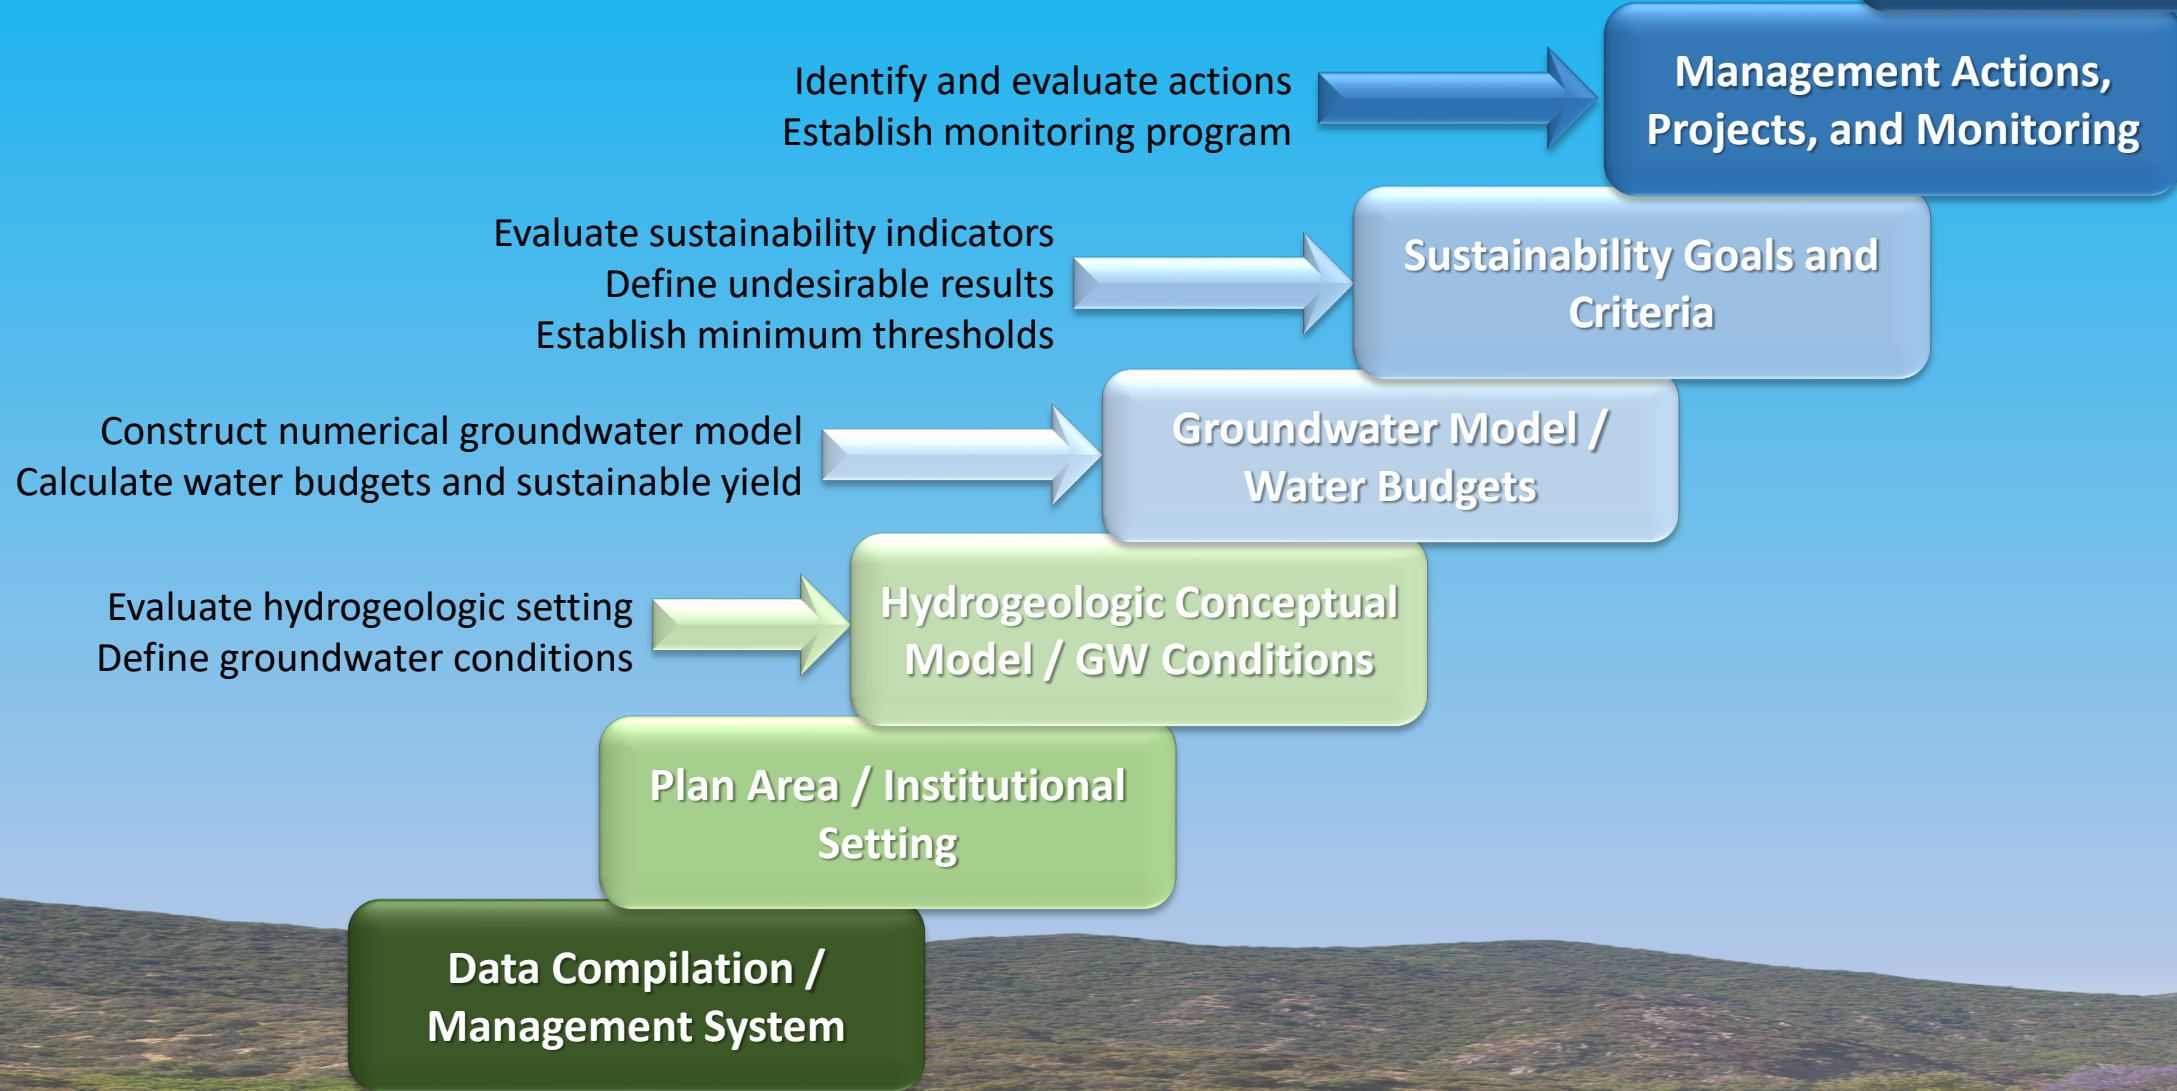 Identify and evaluate actions
Establish monitoring program
Management Actions,
Projects, and Monitoring
Evaluate sustainability indicators
Define undesirable results
Establish minimum thresholds
Sustainability Goals and
Criteria
Construct numerical groundwater model
Calculate water budgets and sustainable yield
Groundwater Model /
Water Budgets
Evaluate hydrogeologic setting
Define groundwater conditions
Hydrogeologic Conceptual
Model / GW Conditions
Plan Area / Institutional
Setting
Data Compilation /
Management System